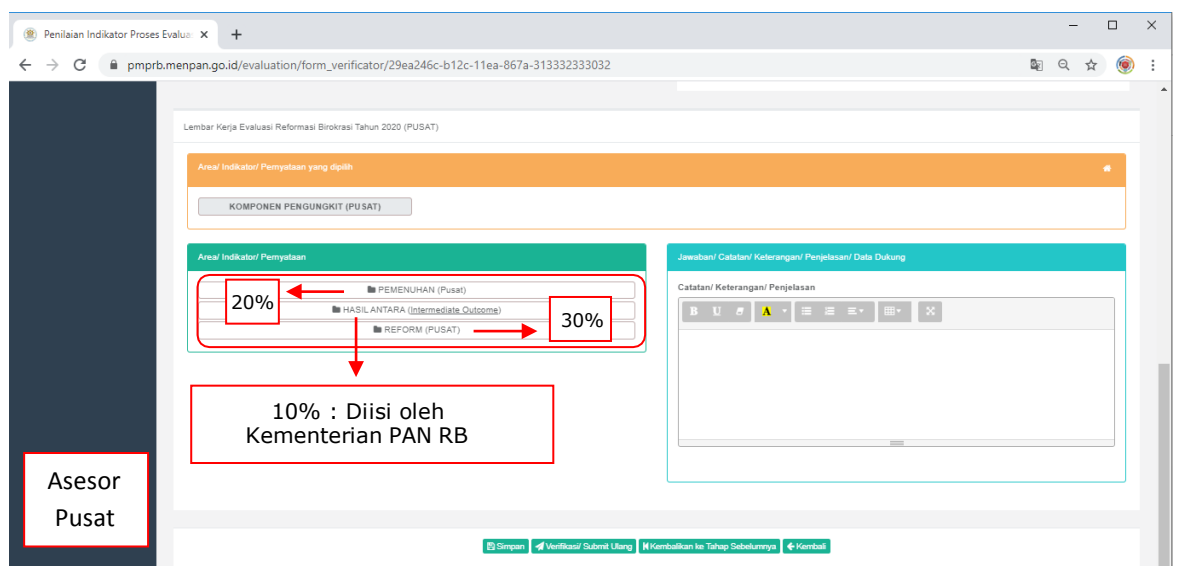 Penilaian Indikator Proses Evalua
pmprb.menpan.go.id/evaluation/form_verificator/29ea246c-b12c-11ea-867a-313332333032
Lembar Kerja Evaluasi Reformasi Birokrasi Tahun 2020 (PUSAT)
Area/ Indikator/ Pernyataan yang dipilih
KOMPONEN PENGUNGKIT (PUSAT)
Area/ Indikator/ Pernyataan
Jawaban/ Catatan/ Keterangan/ Penjelasan/ Data Dukung
PEMENUHAN (Pusat)
20%
HASIL ANTARA (Intermediate Outcome)
REFORM (PUSAT)
30%
Catatan/ Keterangan/ Penjelasan
B U A
10% : Diisi oleh
Kementerian PAN RB
Asesor
Pusat
Simpan Verifikasi/ Submit Ulang Kembalikan ke Tahap Sebelumnya Kembali